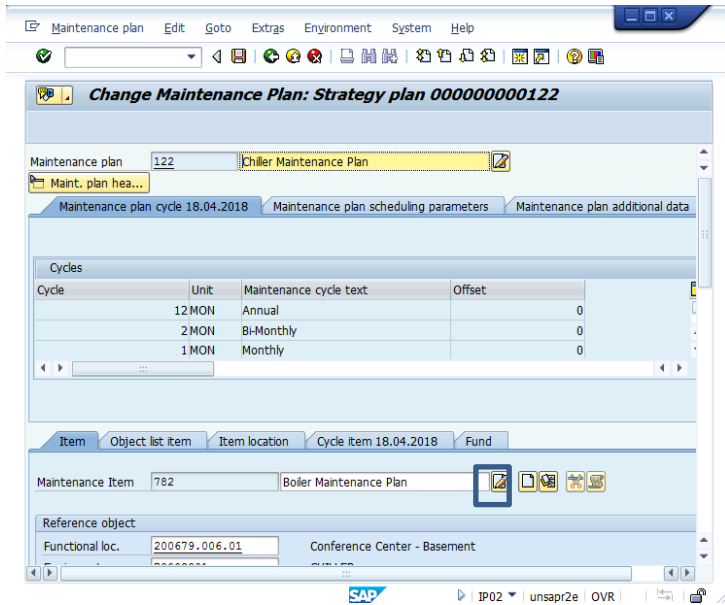 Maintenance plan Edit Goto Extras Environment System Help
Change Maintenance Plan: Strategy plan 000000000122
Maintenance plan 122 Chiller Maintenance Plan
Maint. plan hea...
Maintenance plan cycle 18.04.2018 Maintenance plan scheduling parameters Maintenance plan additional data
Cycles
Cycle Unit Maintenance cycle text Offset
12 MON Annual 0
2 MON Bi-Monthly 0
1 MON Monthly 0
Item Object list item Item location Cycle item 18.04.2018 Fund
Maintenance Item 782 Boiler Maintenance Plan
Reference object
Functional loc. 200679.006.01 Conference Center - Basement
SAP IP02 unsapr2e OVR